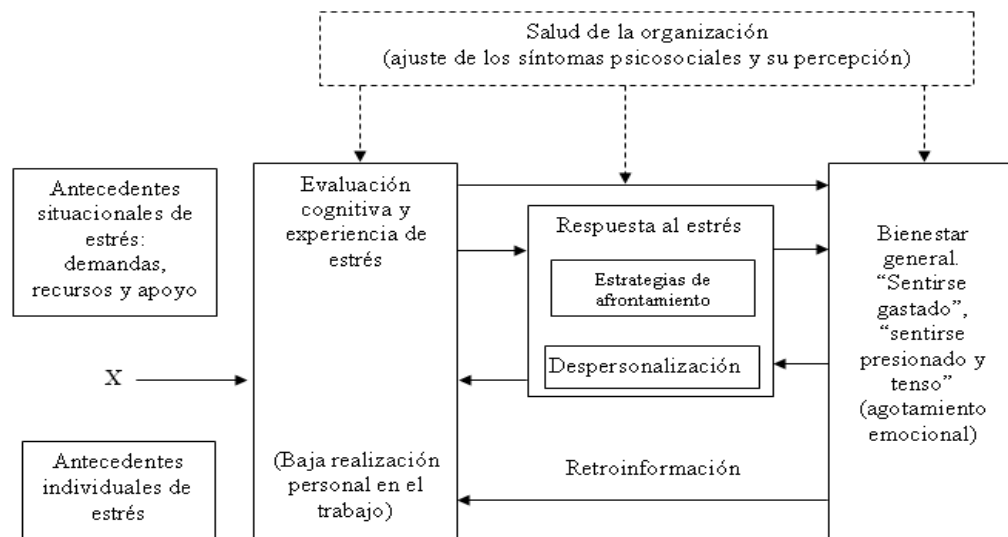 Salud de la organización
(ajuste de los síntomas psicosociales y su percepción)
Antecedentes
situacionales de
estrés:
demandas,
recursos y apoyo
X
Antecedentes
individuales de
estrés
Evaluación
cognitiva y
experiencia de
estrés
(Baja realización
personal en el
trabajo)
Respuesta al estrés
Estrategias de
afrontamiento
Despersonalización
Retroinformación
Bienestar
general.
“Sentirse
gastado”,
“sentirse
presionado y
tenso”
(agotamiento
emocional)